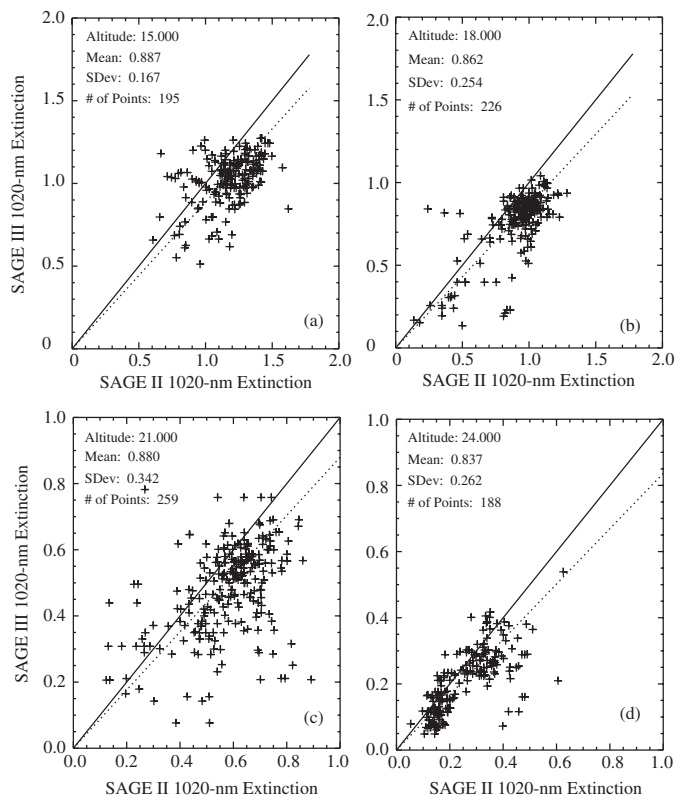 Altitude: 15.000
Mean: 0.887
SDev: 0.167
# of Points: 195
2.0
1.5
1.0
0.5
0
0 0.5 1.0 1.5 2.0
SAGE III 1020-nm Extinction
SAGE II 1020-nm Extinction
(a)
Altitude: 18.000
Mean: 0.862
SDev: 0.254
# of Points: 226
2.0
1.5
1.0
0.5
0
0 0.5 1.0 1.5 2.0
SAGE II 1020-nm Extinction
(b)
Altitude: 21.000
Mean: 0.880
SDev: 0.342
# of Points: 259
1.0
0.8
0.6
0.4
0.2
0.0
0.0 0.2 0.4 0.6 0.8 1.0
SAGE III 1020-nm Extinction
SAGE II 1020-nm Extinction
(c)
Altitude: 24.000
Mean: 0.837
SDev: 0.262
# of Points: 188
1.0
0.8
0.6
0.4
0.2
0.0
0.0 0.2 0.4 0.6 0.8 1.0
SAGE II 1020-nm Extinction
(d)